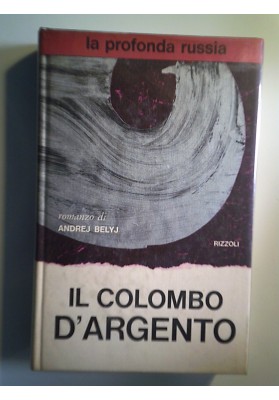 la profonda russia
romanzo di
ANDREJ BELYJ
RIZZOLI
IL COLOMBO
D'ARGENTO